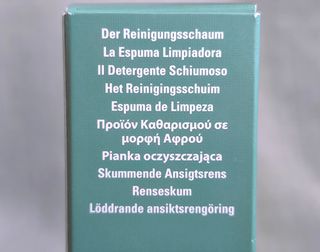 Der Reinigungsschaum
La Espuma Limpiadora
Il Detergente Schiumoso
Het Reinigingsschuim
Espuma de Limpeza
Προϊόν Καθαρισμού σε
μορφή Αφρού
Pianka oczyszczająca
Skummende Ansigtsrens
Renseskum
Löddrande ansiktsrengöring